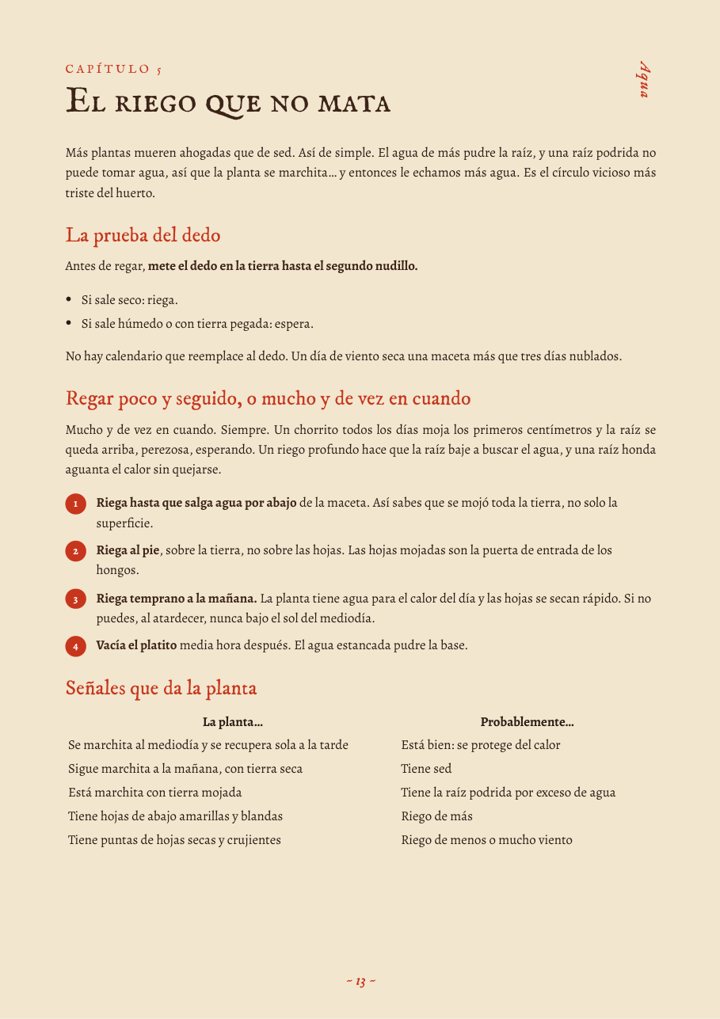 CAPÍTULO 5
Agua
EL RIEGO QUE NO MATA
Más plantas mueren ahogadas que de sed. Así de simple. El agua de más pudre la raíz, y una raíz podrida no
puede tomar agua, así que la planta se marchita… y entonces le echamos más agua. Es el círculo vicioso más
triste del huerto.
La prueba del dedo
Antes de regar, mete el dedo en la tierra hasta el segundo nudillo.
• Si sale seco: riega.
• Si sale húmedo o con tierra pegada: espera.
No hay calendario que reemplace al dedo. Un día de viento seca una maceta más que tres días nublados.
Regar poco y seguido, o mucho y de vez en cuando
Mucho y de vez en cuando. Siempre. Un chorrito todos los días moja los primeros centímetros y la raíz se
queda arriba, perezosa, esperando. Un riego profundo hace que la raíz baje a buscar el agua, y una raíz honda
aguanta el calor sin quejarse.
1 Riega hasta que salga agua por abajo de la maceta. Así sabes que se mojó toda la tierra, no solo la
superficie.
2 Riega al pie, sobre la tierra, no sobre las hojas. Las hojas mojadas son la puerta de entrada de los
hongos.
3 Riega temprano a la mañana. La planta tiene agua para el calor del día y las hojas se secan rápido. Si no
puedes, al atardecer, nunca bajo el sol del mediodía.
4 Vacía el platito media hora después. El agua estancada pudre la base.
Señales que da la planta
La planta… Probablemente…
Se marchita al mediodía y se recupera sola a la tarde Está bien: se protege del calor
Sigue marchita a la mañana, con tierra seca Tiene sed
Está marchita con tierra mojada Tiene la raíz podrida por exceso de agua
Tiene hojas de abajo amarillas y blandas Riego de más
Tiene puntas de hojas secas y crujientes Riego de menos o mucho viento
~ 13 ~